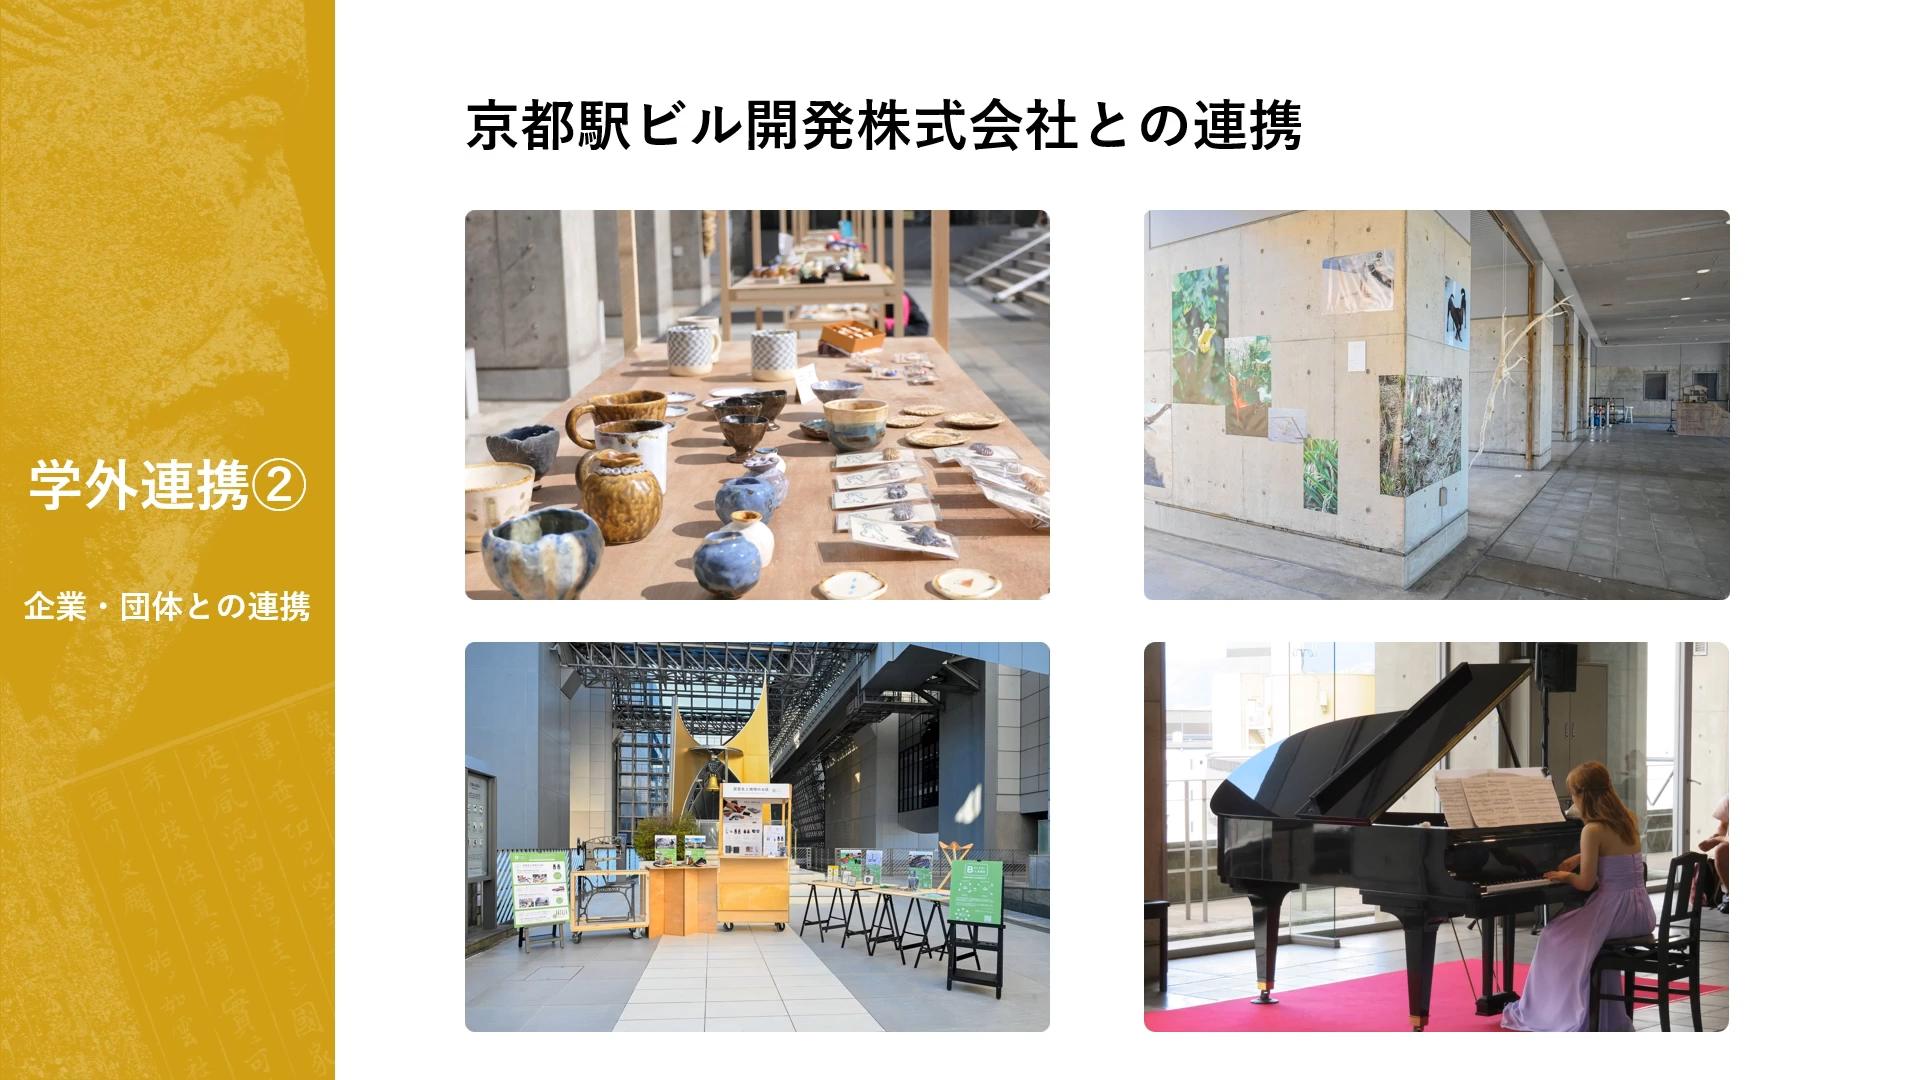 学外連携②
企業・団体との連携
京都駅ビル開発株式会社との連携